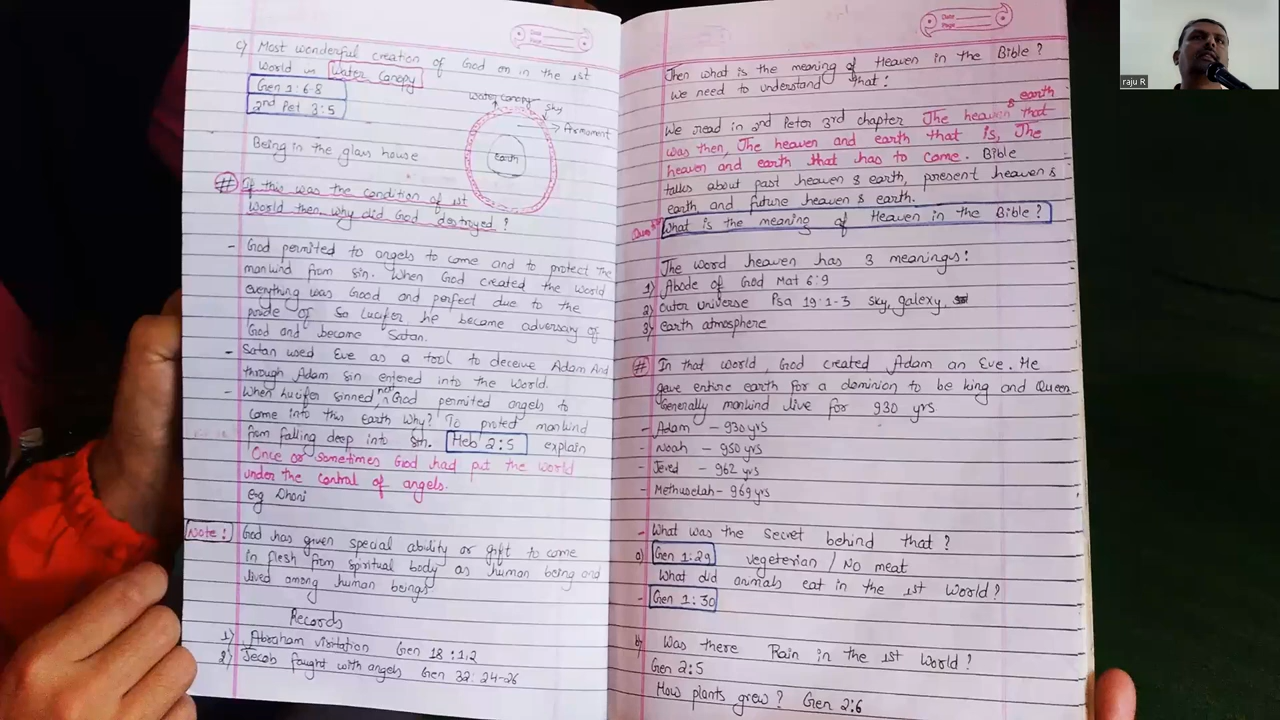 c) Most wonderful creation of God on in the 1st
World is Water Canopy
Gen 1:6-8
2nd Pet 3:5
Water canopy
Sky
Armament
Earth
Being in the glass house
# If this was the condition of 1st
World then why did God destroyed?
- God permitted to angels to come and to protect the
mankind from sin. When God created the World
everything was Good and perfect due to the
pride of So Lucifer he became adversary of
God and became Satan.
- Satan used Eve as a tool to deceive Adam And
through Adam sin entered into the World.
- When Lucifer sinned not God permited angels to
come into this Earth Why? To proted mankind
from falling deep into Sin. Heb 2:5 explain
Once or sometimes God had put the world
under the control of angels.
Eg Dhoni
Note: God has given special ability or gift to come
in flesh from spiritual body as human being and
lived among human beings
Records
1) Abraham visitation Gen 18:1,2
2) Jecob faught with angels Gen 32:24-26
Date
Page
Then what is the meaning of Heaven in the Bible?
We need to understand that:
We read in 2nd Peter 3rd chapter The heaven & earth that
was then, The heaven and earth that is, The
heaven and earth that has to come. Bible
talks about past heaven & earth, present heaven &
earth and future heaven & earth.
What is the meaning of Heaven in the Bible?
The word heaven has 3 meanings:
1) Abode of God Mat 6:9
2) outer universe Psa 19:1-3 sky, galexy,
3) earth atmosphere
# In that world, God created Adam an Eve. He
gave entire earth for a dominion to be king and Queen
Generally mankind live for 930 yrs
- Adam - 930 yrs
- Noah - 950 yrs
- Jered - 962 yrs
- Methuselah - 969 yrs
- What was the secret behind that?
a) Gen 1:29 vegeterian / No meat
What did animals eat in the 1st World?
- Gen 1:30
b) Was there Rain in the 1st World?
Gen 2:5
How plants grew? Gen 2:6
raju R